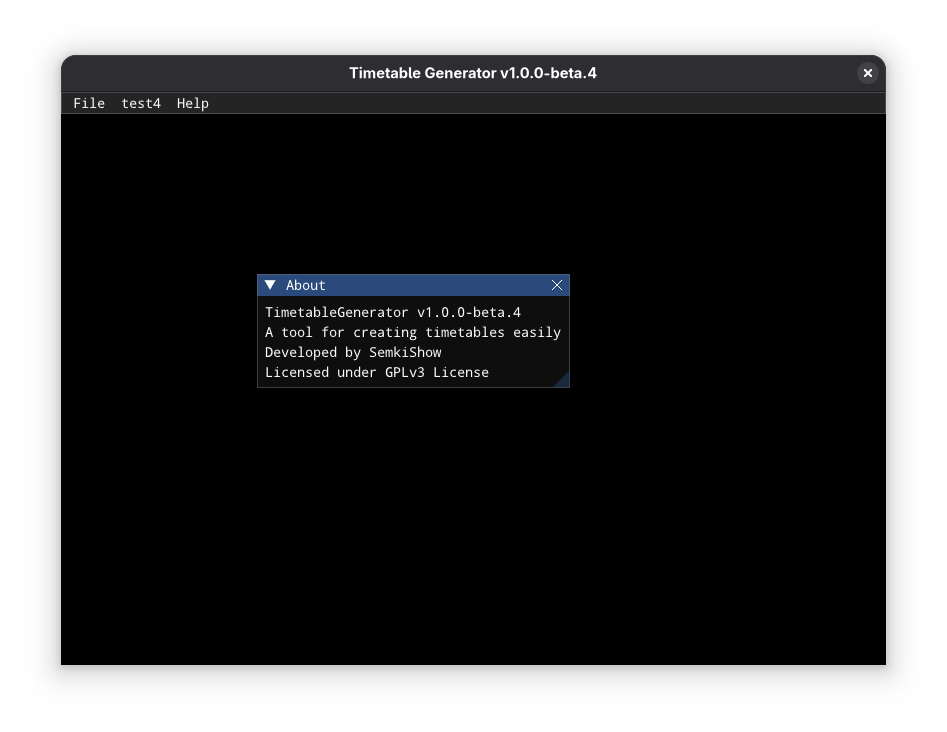 Timetable Generator v1.0.0-beta.4
File test4 Help
About
TimetableGenerator v1.0.0-beta.4
A tool for creating timetables easily
Developed by SemkiShow
Licensed under GPLv3 License